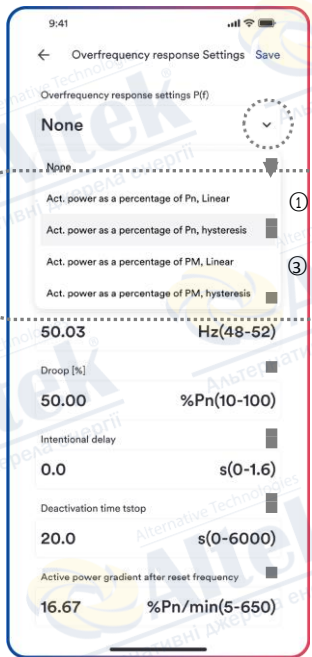 9:41
Overfrequency response Settings Save
Overfrequency response settings P(f)
None
None
Act. power as a percentage of Pn, Linear
①
Act. power as a percentage of Pn, hysteresis
Act. power as a percentage of PM, Linear
③
Act. power as a percentage of PM, hysteresis
50.03 Hz(48-52)
Droop [%]
50.00 %Pn(10-100)
Intentional delay
0.0 s(0-1.6)
Deactivation time tstop
20.0 s(0-6000)
Active power gradient after reset frequency
16.67 %Pn/min(5-650)
Altek
Alternative Technologies